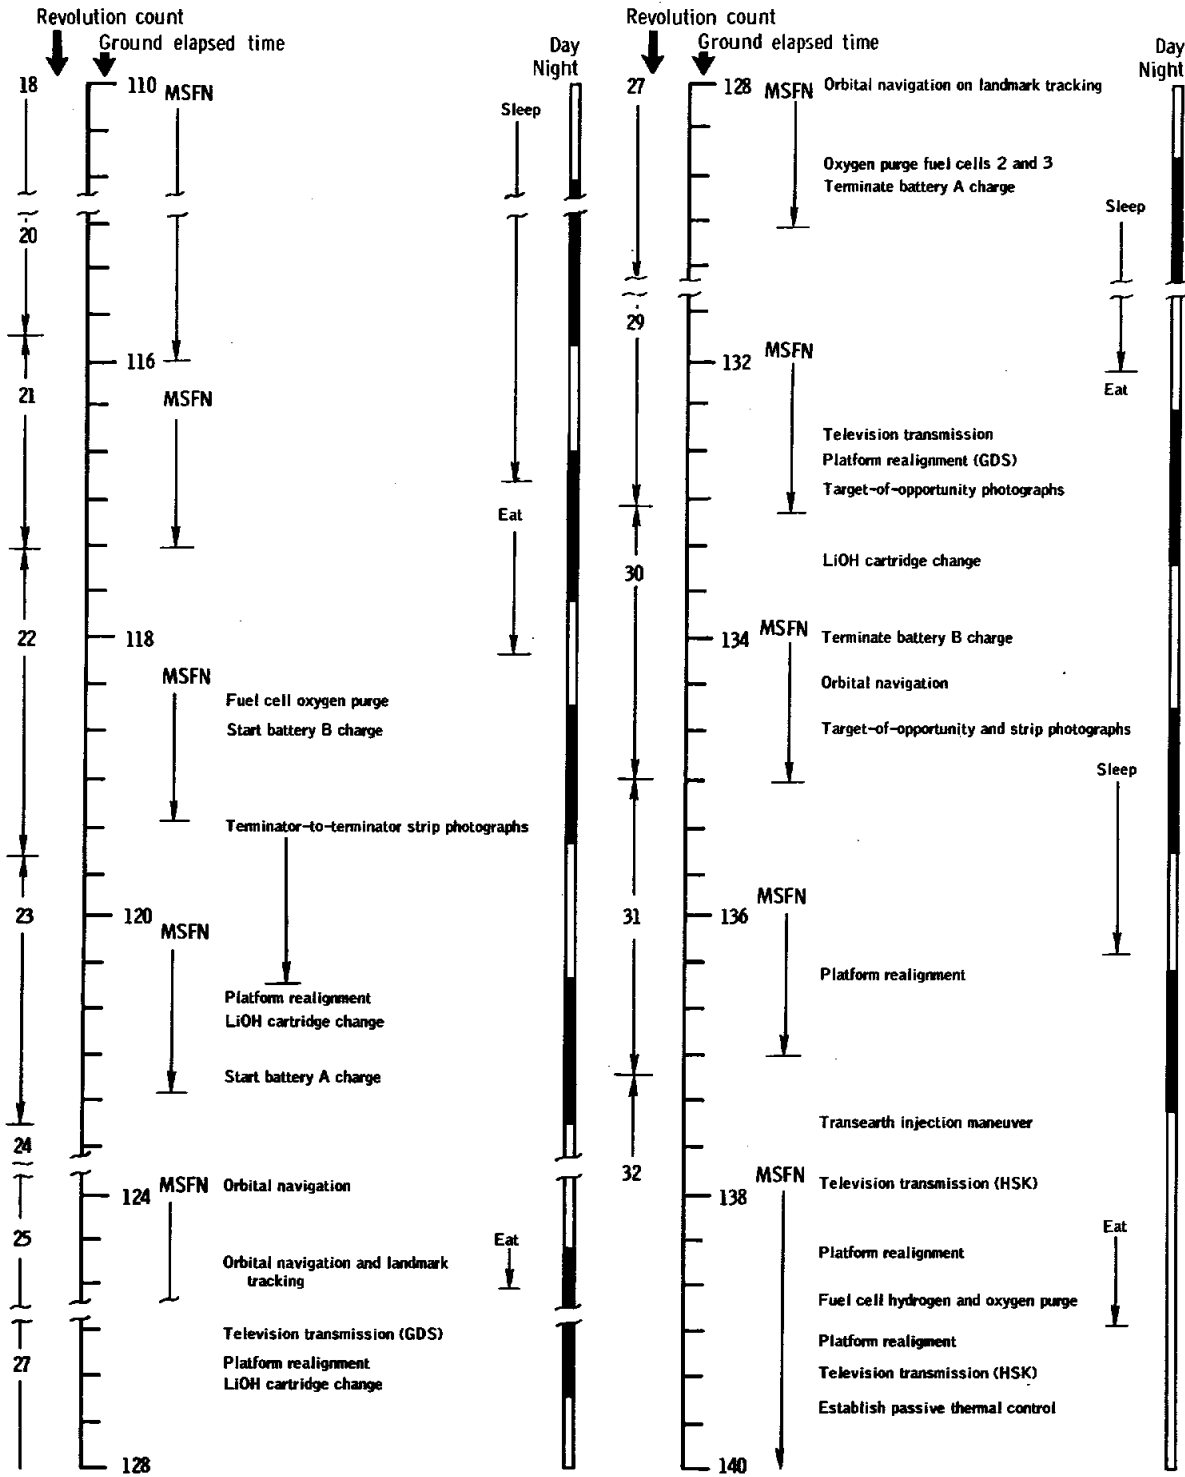 Revolution count
Ground elapsed time
Day
Night
18
110
MSFN
Sleep
20
116
MSFN
21
Eat
22
118
MSFN
Fuel cell oxygen purge
Start battery B charge
Terminator-to-terminator strip photographs
23
120
MSFN
Platform realignment
LiOH cartridge change
Start battery A charge
24
124
MSFN
Orbital navigation
25
Eat
Orbital navigation and landmark
tracking
Television transmission (GDS)
27
Platform realignment
LiOH cartridge change
128
Revolution count
Ground elapsed time
Day
Night
27
128
MSFN
Orbital navigation on landmark tracking
Oxygen purge fuel cells 2 and 3
Terminate battery A charge
Sleep
29
132
MSFN
Eat
Television transmission
Platform realignment (GDS)
Target-of-opportunity photographs
LiOH cartridge change
30
134
MSFN
Terminate battery B charge
Orbital navigation
Target-of-opportunity and strip photographs
Sleep
MSFN
31
136
Platform realignment
Transearth injection maneuver
32
MSFN
138
Television transmission (HSK)
Eat
Platform realignment
Fuel cell hydrogen and oxygen purge
Platform realigment
Television transmission (HSK)
Establish passive thermal control
140